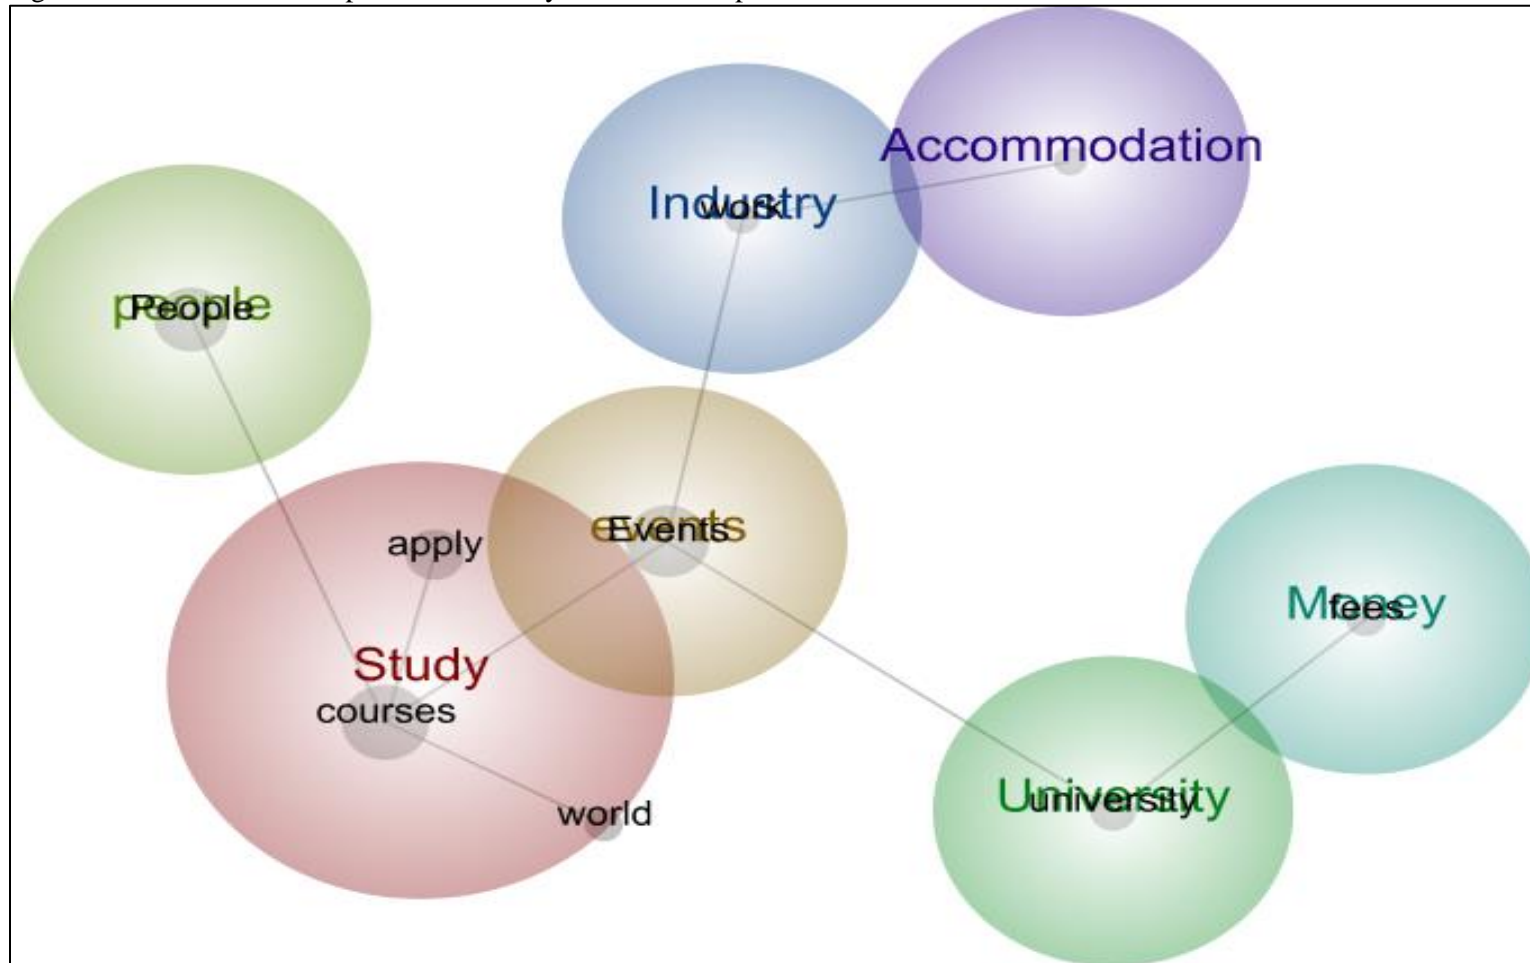 Accommodation
Industry
work
people
People
events
Events
apply
Study
courses
world
Money
fees
University
university